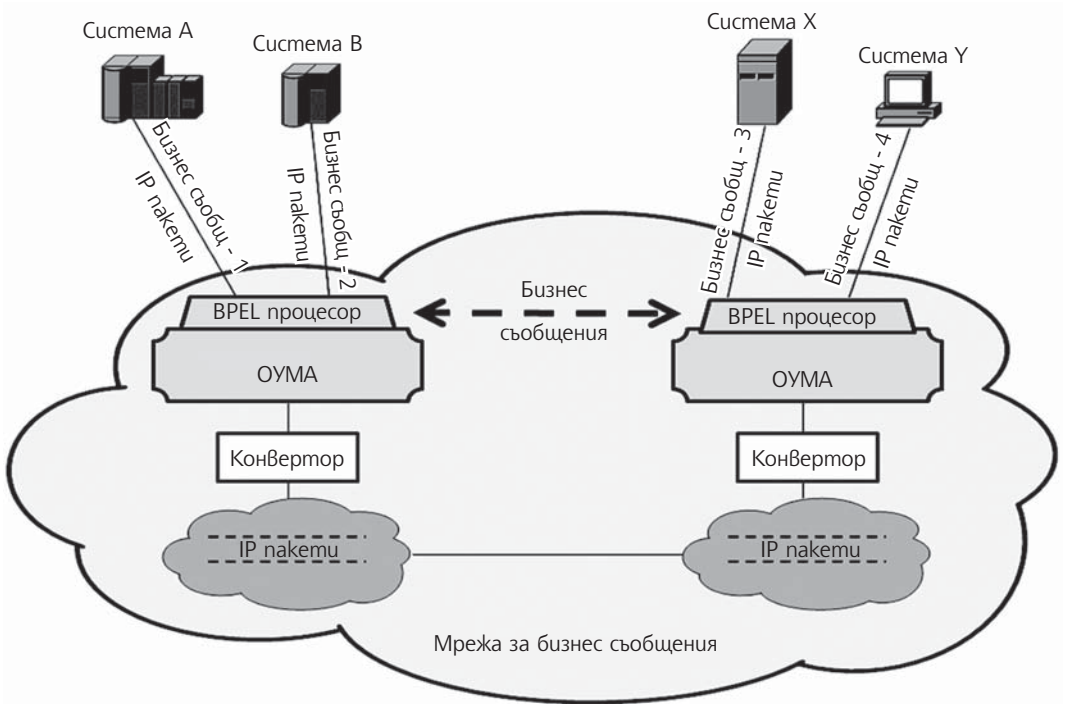 Система A
Система B
Система X
Система Y
Бизнес съобщ - 1
IP пакети
Бизнес съобщ - 2
IP пакети
Бизнес съобщ - 3
IP пакети
Бизнес съобщ - 4
IP пакети
BPEL процесор
Бизнес
съобщения
BPEL процесор
ОУМА
ОУМА
Конвертор
Конвертор
IP пакети
IP пакети
Мрежа за бизнес съобщения